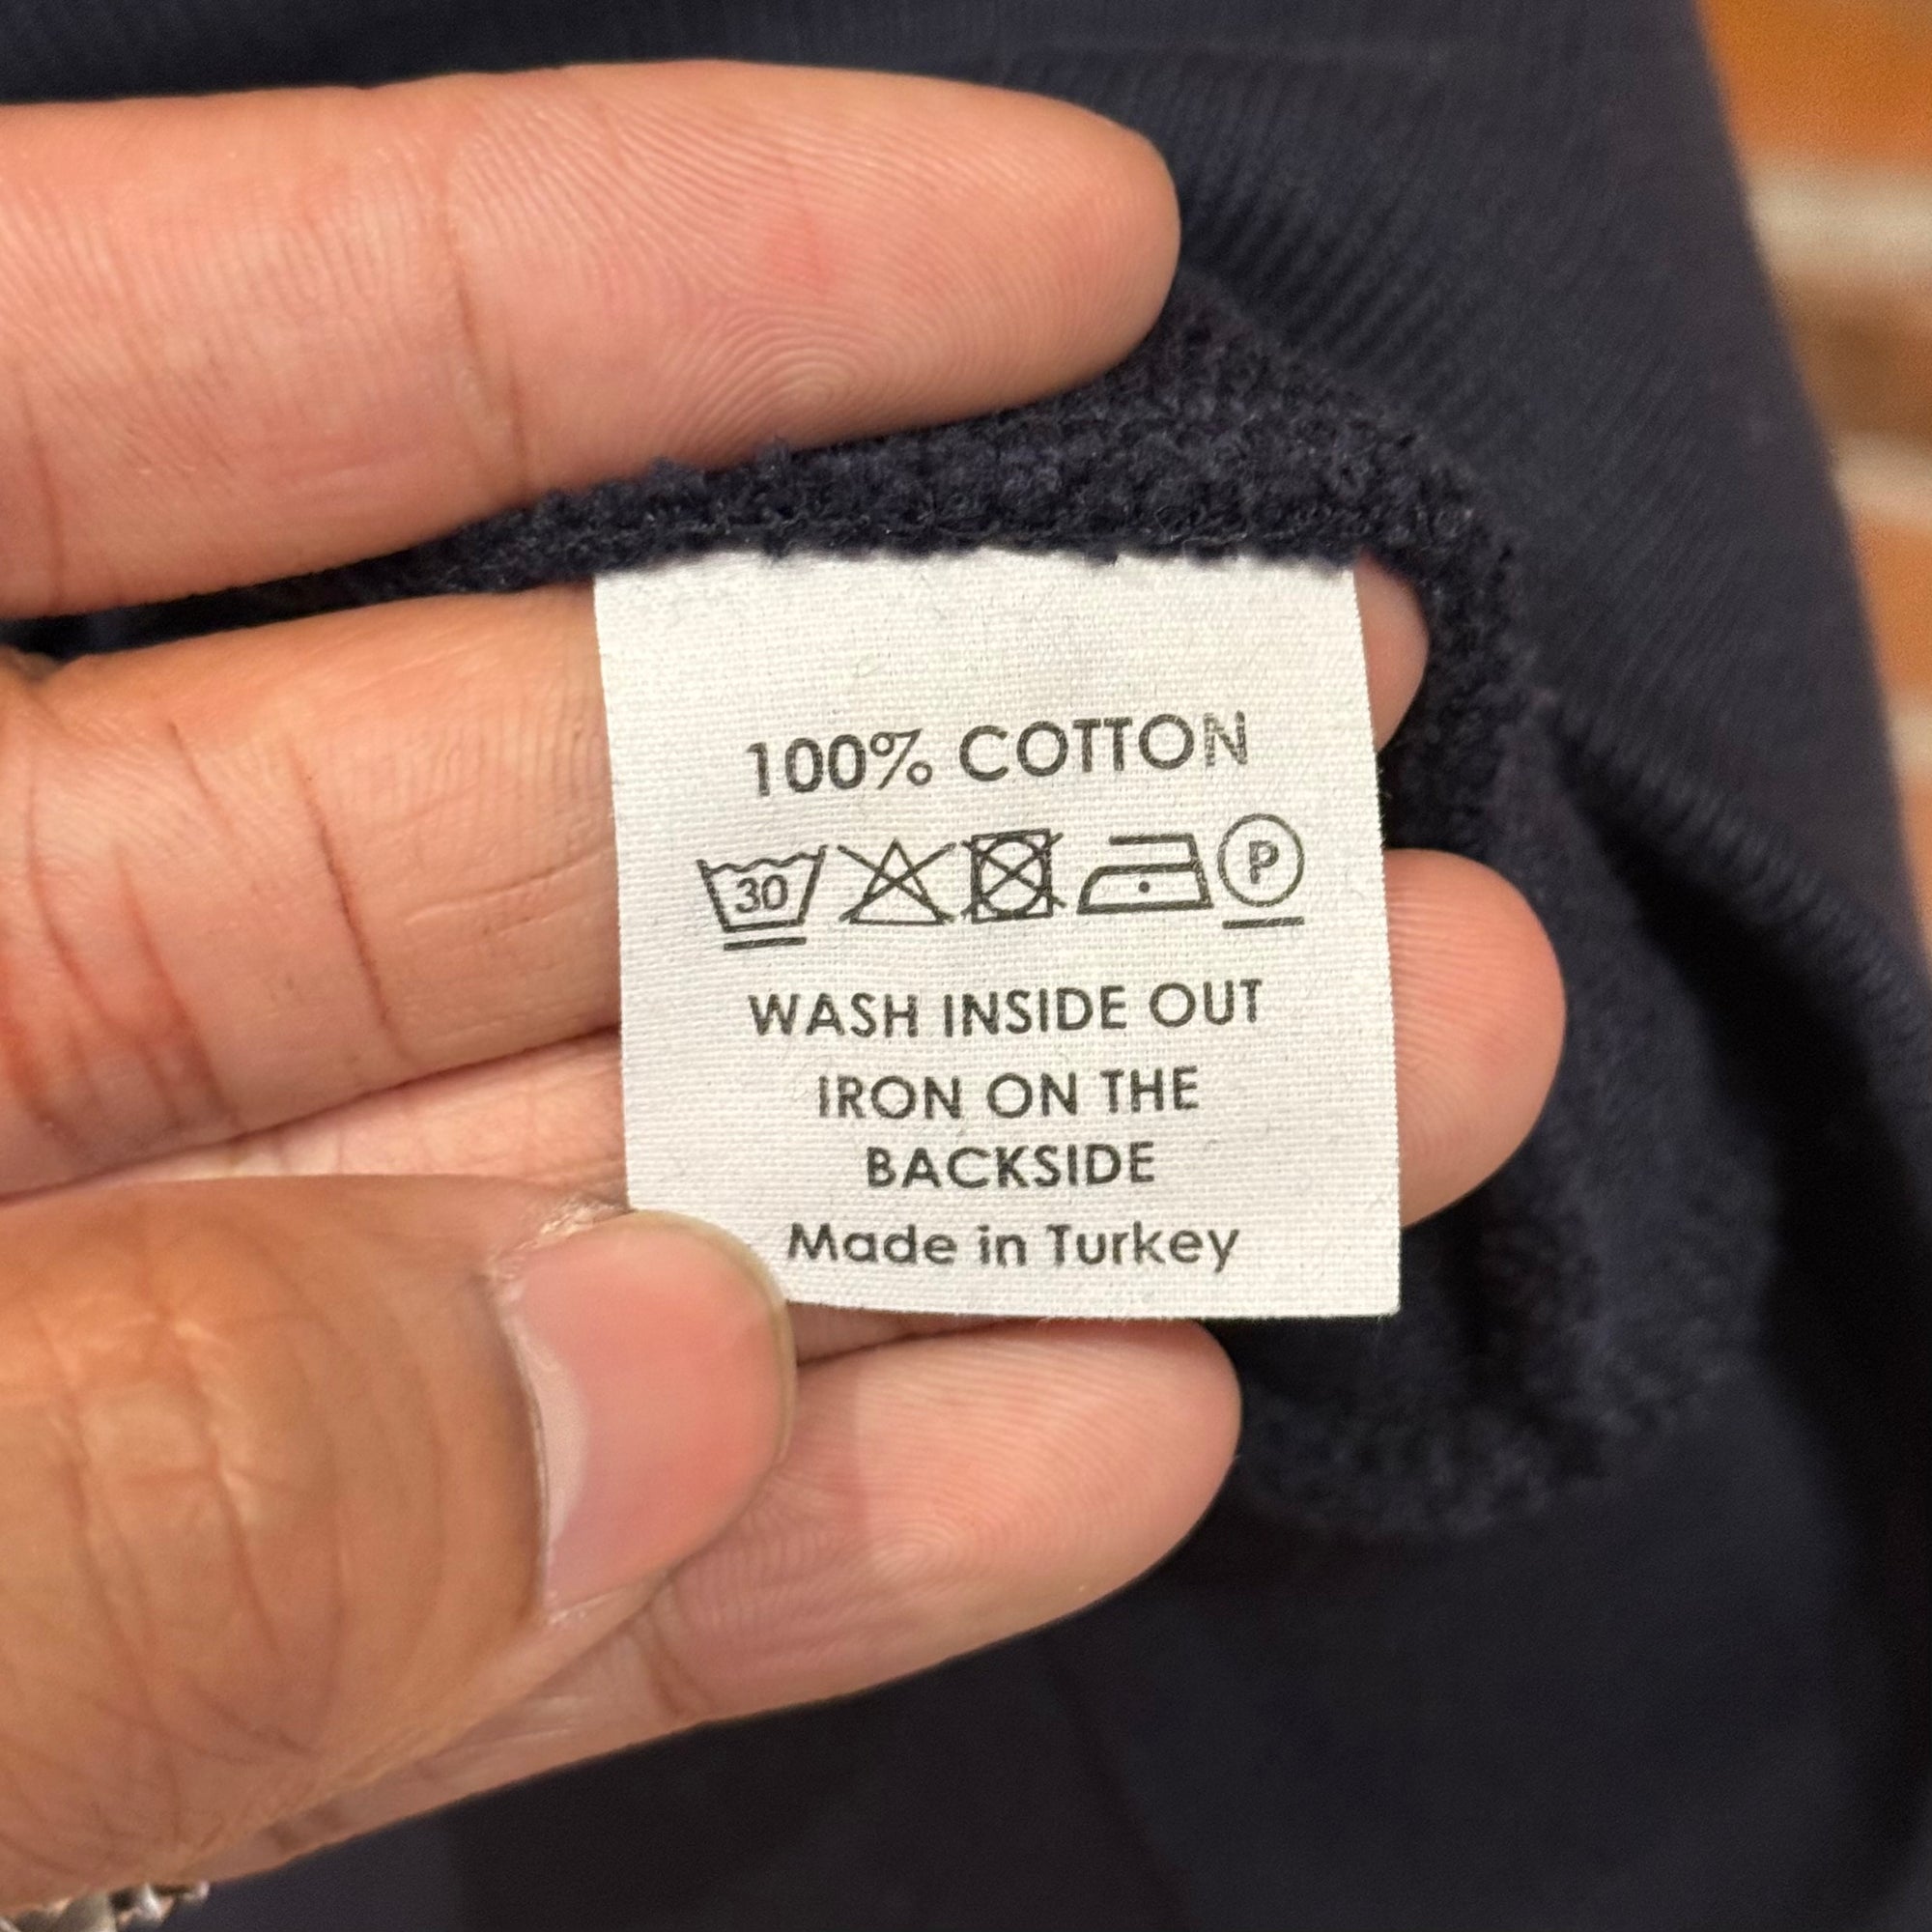 100% COTTON
30 P
WASH INSIDE OUT
IRON ON THE
BACKSIDE
Made in Turkey